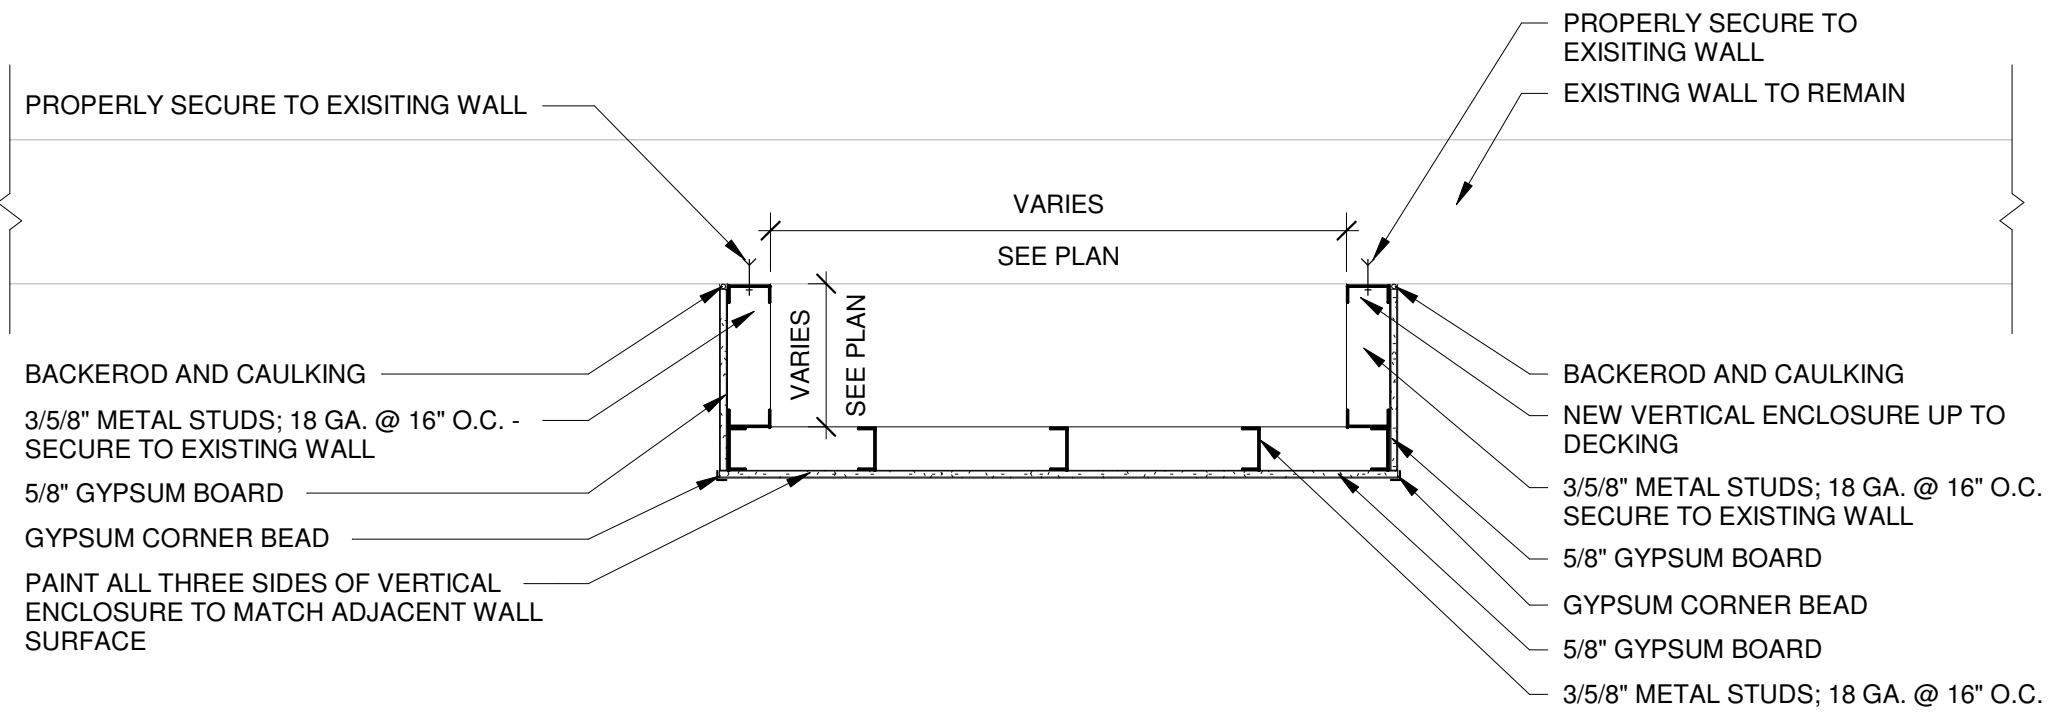 PROPERLY SECURE TO EXISITING WALL
PROPERLY SECURE TO
EXISITING WALL
EXISTING WALL TO REMAIN
VARIES
SEE PLAN
VARIES
SEE PLAN
BACKEROD AND CAULKING
3/5/8" METAL STUDS; 18 GA. @ 16" O.C. -
SECURE TO EXISTING WALL
5/8" GYPSUM BOARD
GYPSUM CORNER BEAD
PAINT ALL THREE SIDES OF VERTICAL
ENCLOSURE TO MATCH ADJACENT WALL
SURFACE
BACKEROD AND CAULKING
NEW VERTICAL ENCLOSURE UP TO
DECKING
3/5/8" METAL STUDS; 18 GA. @ 16" O.C.
SECURE TO EXISTING WALL
5/8" GYPSUM BOARD
GYPSUM CORNER BEAD
5/8" GYPSUM BOARD
3/5/8" METAL STUDS; 18 GA. @ 16" O.C.